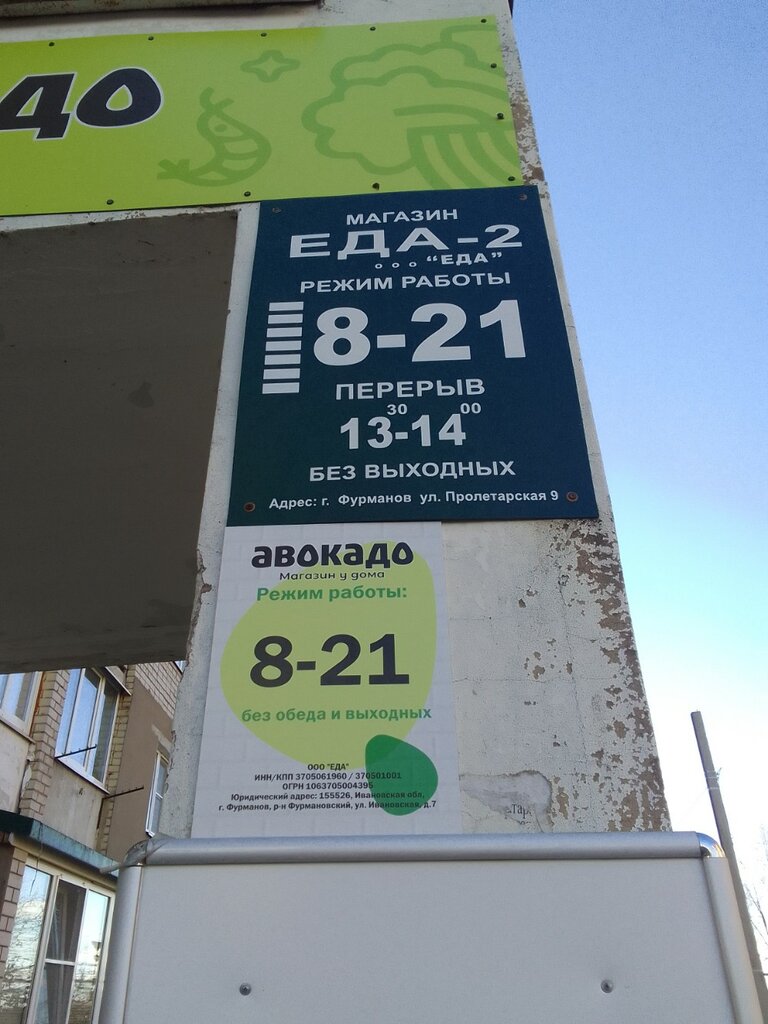 до
МАГАЗИН
ЕДА-2
ооо "ЕДА"
РЕЖИМ РАБОТЫ
8-21
ПЕРЕРЫВ
13 30 - 14 00
БЕЗ ВЫХОДНЫХ
Адрес: г. Фурманов ул. Пролетарская 9
авокадо
Магазин у дома
Режим работы:
8-21
без обеда и выходных
ООО "ЕДА"
ИНН/КПП 3705061960 / 370501001
ОГРН 1063705004395
Юридический адрес: 155526, Ивановская обл,
г. Фурманов, р-н Фурмановский, ул. Ивановская, д.7